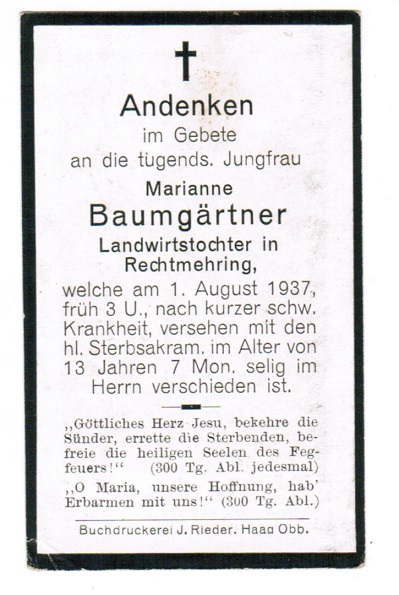 Andenken
im Gebete
an die tugends. Jungfrau
Marianne
Baumgärtner
Landwirtstochter in
Rechtmehring,
welche am 1. August 1937,
früh 3 U., nach kurzer schw.
Krankheit, versehen mit den
hl. Sterbsakram. im Alter von
13 Jahren 7 Mon. selig im
Herrn verschieden ist.
„Göttliches Herz Jesu, bekehre die
Sünder, errette die Sterbenden, be-
freie die heiligen Seelen des Feg-
feuers!“ (300 Tg. Abl. jedesmal)
„O Maria, unsere Hoffnung, hab'
Erbarmen mit uns!“ (300 Tg. Abl.)
Buchdruckerei J. Rieder. Haag Obb.